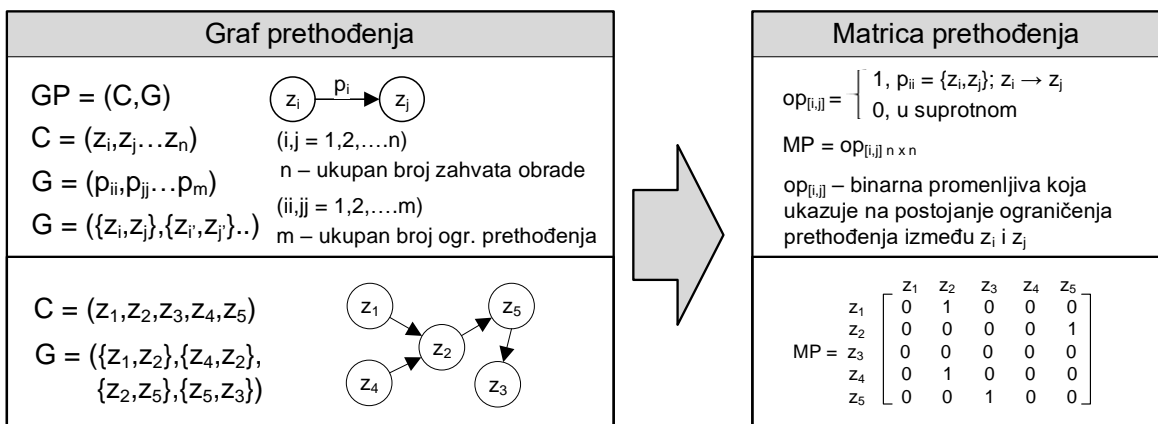 Graf prethođenja
GP = (C,G)
C = (zi,zj…zn)
G = (pii,pjj…pm)
G = ({zi,zj},{zi',zj'}..)
zi pi zj
(i,j = 1,2,….n)
n – ukupan broj zahvata obrade
(ii,jj = 1,2,….m)
m – ukupan broj ogr. prethođenja
C = (z1,z2,z3,z4,z5)
G = ({z1,z2},{z4,z2},
{z2,z5},{z5,z3})
z1
z5
z2
z4
z3
Matrica prethođenja
op[i,j] =
1, pii = {zi,zj}; zi → zj
0, u suprotnom
MP = op[i,j] n x n
op[i,j] – binarna promenljiva koja
ukazuje na postojanje ograničenja
prethođenja između zi i zj
z1 z2 z3 z4 z5
z1 0 1 0 0 0
z2 0 0 0 0 1
MP = z3 0 0 0 0 0
z4 0 1 0 0 0
z5 0 0 1 0 0